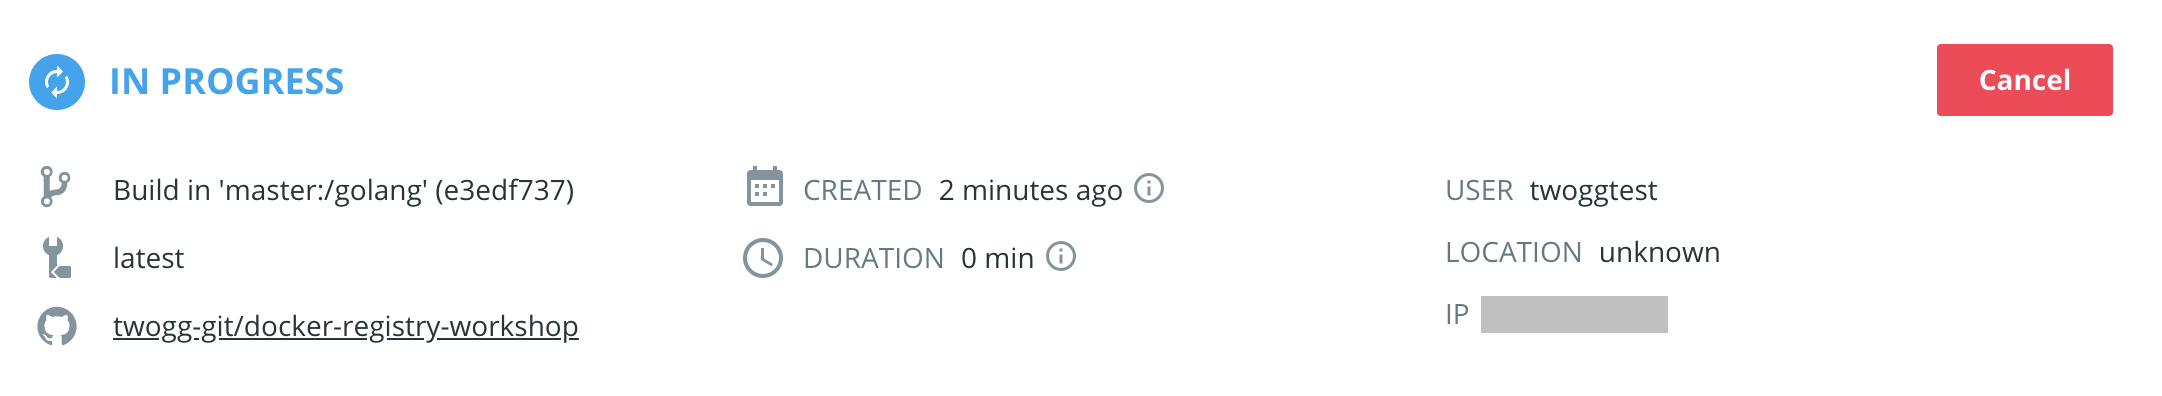 IN PROGRESS
Cancel
Build in 'master:/golang' (e3edf737)
latest
twogg-git/docker-registry-workshop
CREATED 2 minutes ago
DURATION 0 min
USER twoggtest
LOCATION unknown
IP